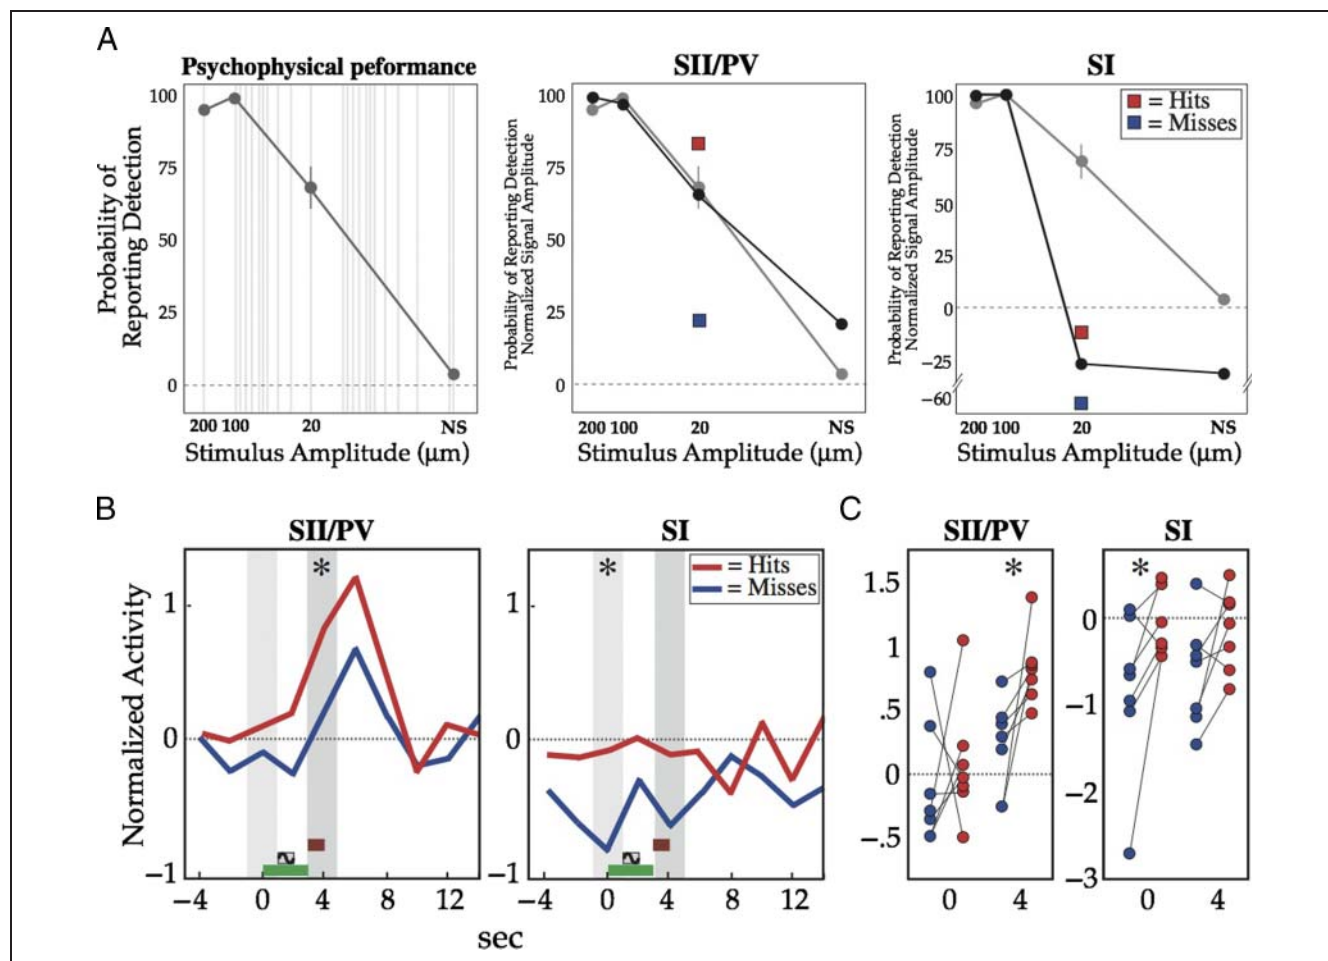 A
Psychophysical peformance
Probability of
Reporting Detection
100
75
50
25
0
200 100 20 NS
Stimulus Amplitude (μm)
SII/PV
Probability of Reporting Detection
Normalized Signal Amplitude
100
75
50
25
0
200 100 20 NS
Stimulus Amplitude (μm)
SI
Probability of Reporting Detection
Normalized Signal Amplitude
100
75
50
25
0
−25
−60
= Hits
= Misses
200 100 20 NS
Stimulus Amplitude (μm)
B
SII/PV
Normalized Activity
1
0
−1
*
−4 0 4 8 12
SI
1
0
−1
*
= Hits
= Misses
−4 0 4 8 12
sec
C
SII/PV
1.5
1
.5
0
−.5
*
0 4
SI
0
−1
−2
−3
*
0 4